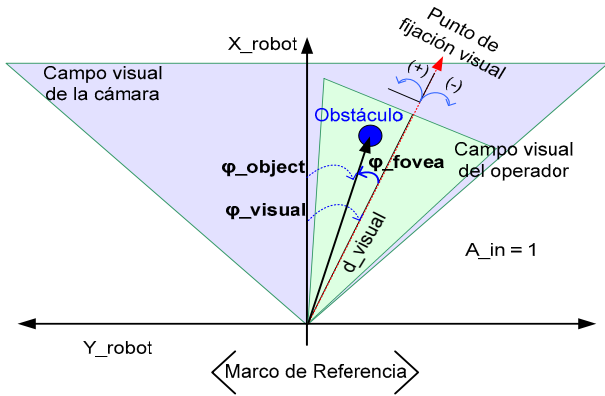 Punto de
fijación visual
X_robot
(+)
(-)
Campo visual
de la cámara
Obstáculo
Campo visual
del operador
φ_object
φ_fovea
φ_visual
d_visual
A_in = 1
Y_robot
Marco de Referencia